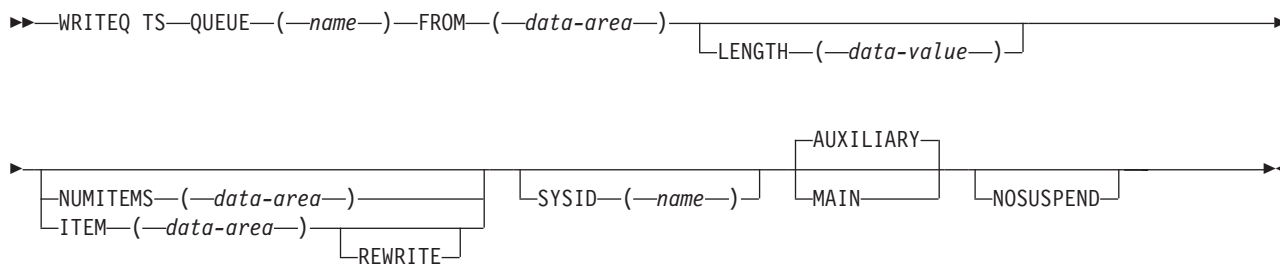 WRITEQ TS QUEUE ( name ) FROM ( data-area )
LENGTH ( data-value )
AUXILIARY
NUMITEMS ( data-area ) SYSID ( name ) MAIN NOSUSPEND
ITEM ( data-area )
REWRITE